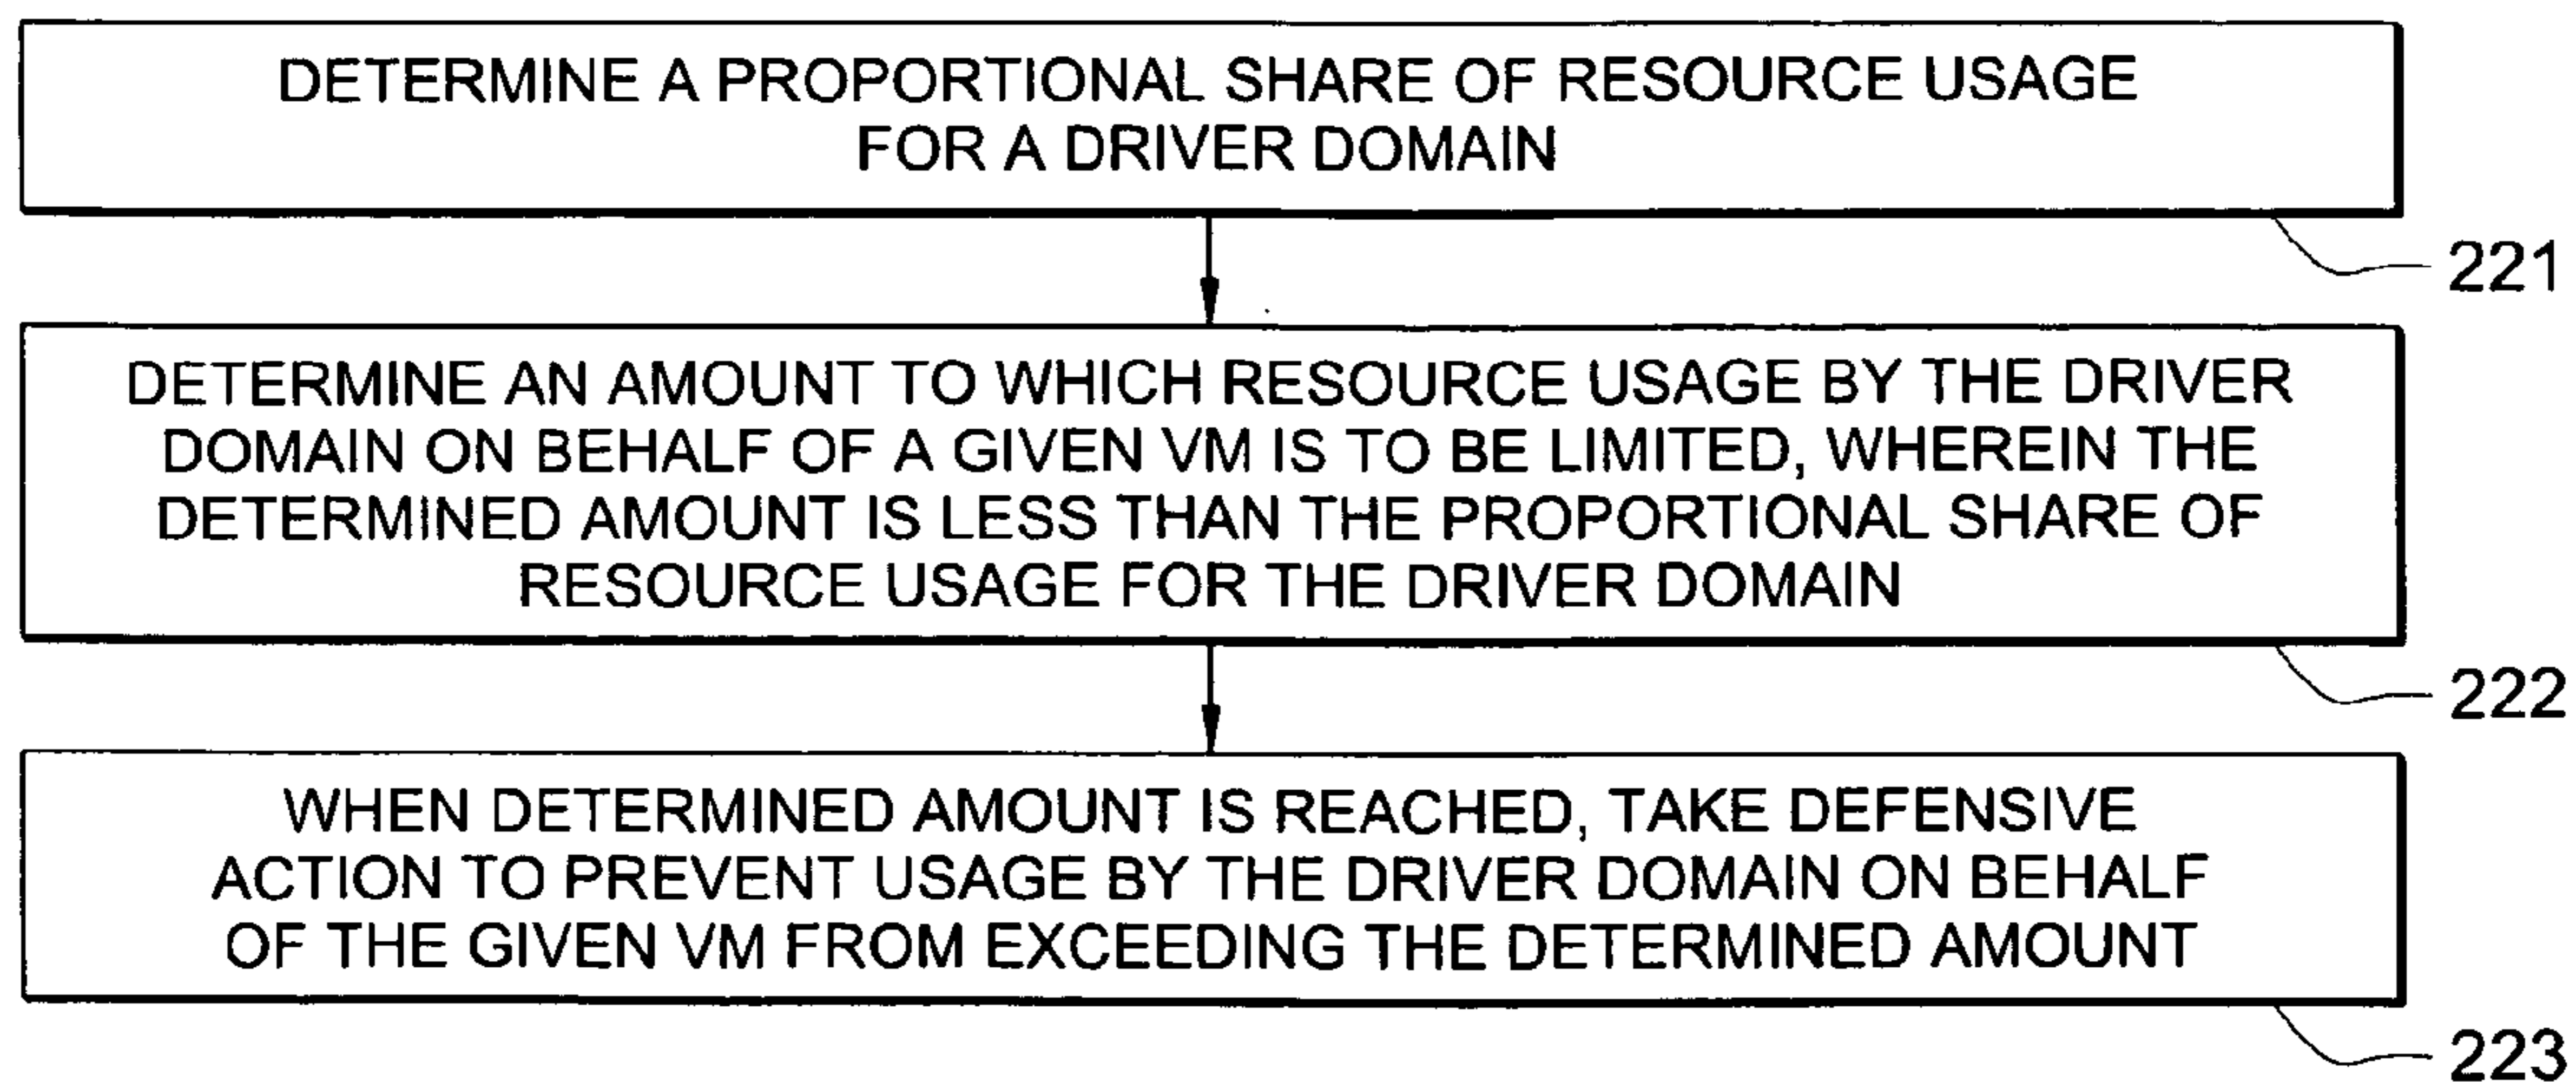 DETERMINE A PROPORTIONAL SHARE OF RESOURCE USAGE
FOR A DRIVER DOMAIN
221
DETERMINE AN AMOUNT TO WHICH RESOURCE USAGE BY THE DRIVER
DOMAIN ON BEHALF OF A GIVEN VM IS TO BE LIMITED, WHEREIN THE
DETERMINED AMOUNT IS LESS THAN THE PROPORTIONAL SHARE OF
RESOURCE USAGE FOR THE DRIVER DOMAIN
222
WHEN DETERMINED AMOUNT IS REACHED, TAKE DEFENSIVE
ACTION TO PREVENT USAGE BY THE DRIVER DOMAIN ON BEHALF
OF THE GIVEN VM FROM EXCEEDING THE DETERMINED AMOUNT
223